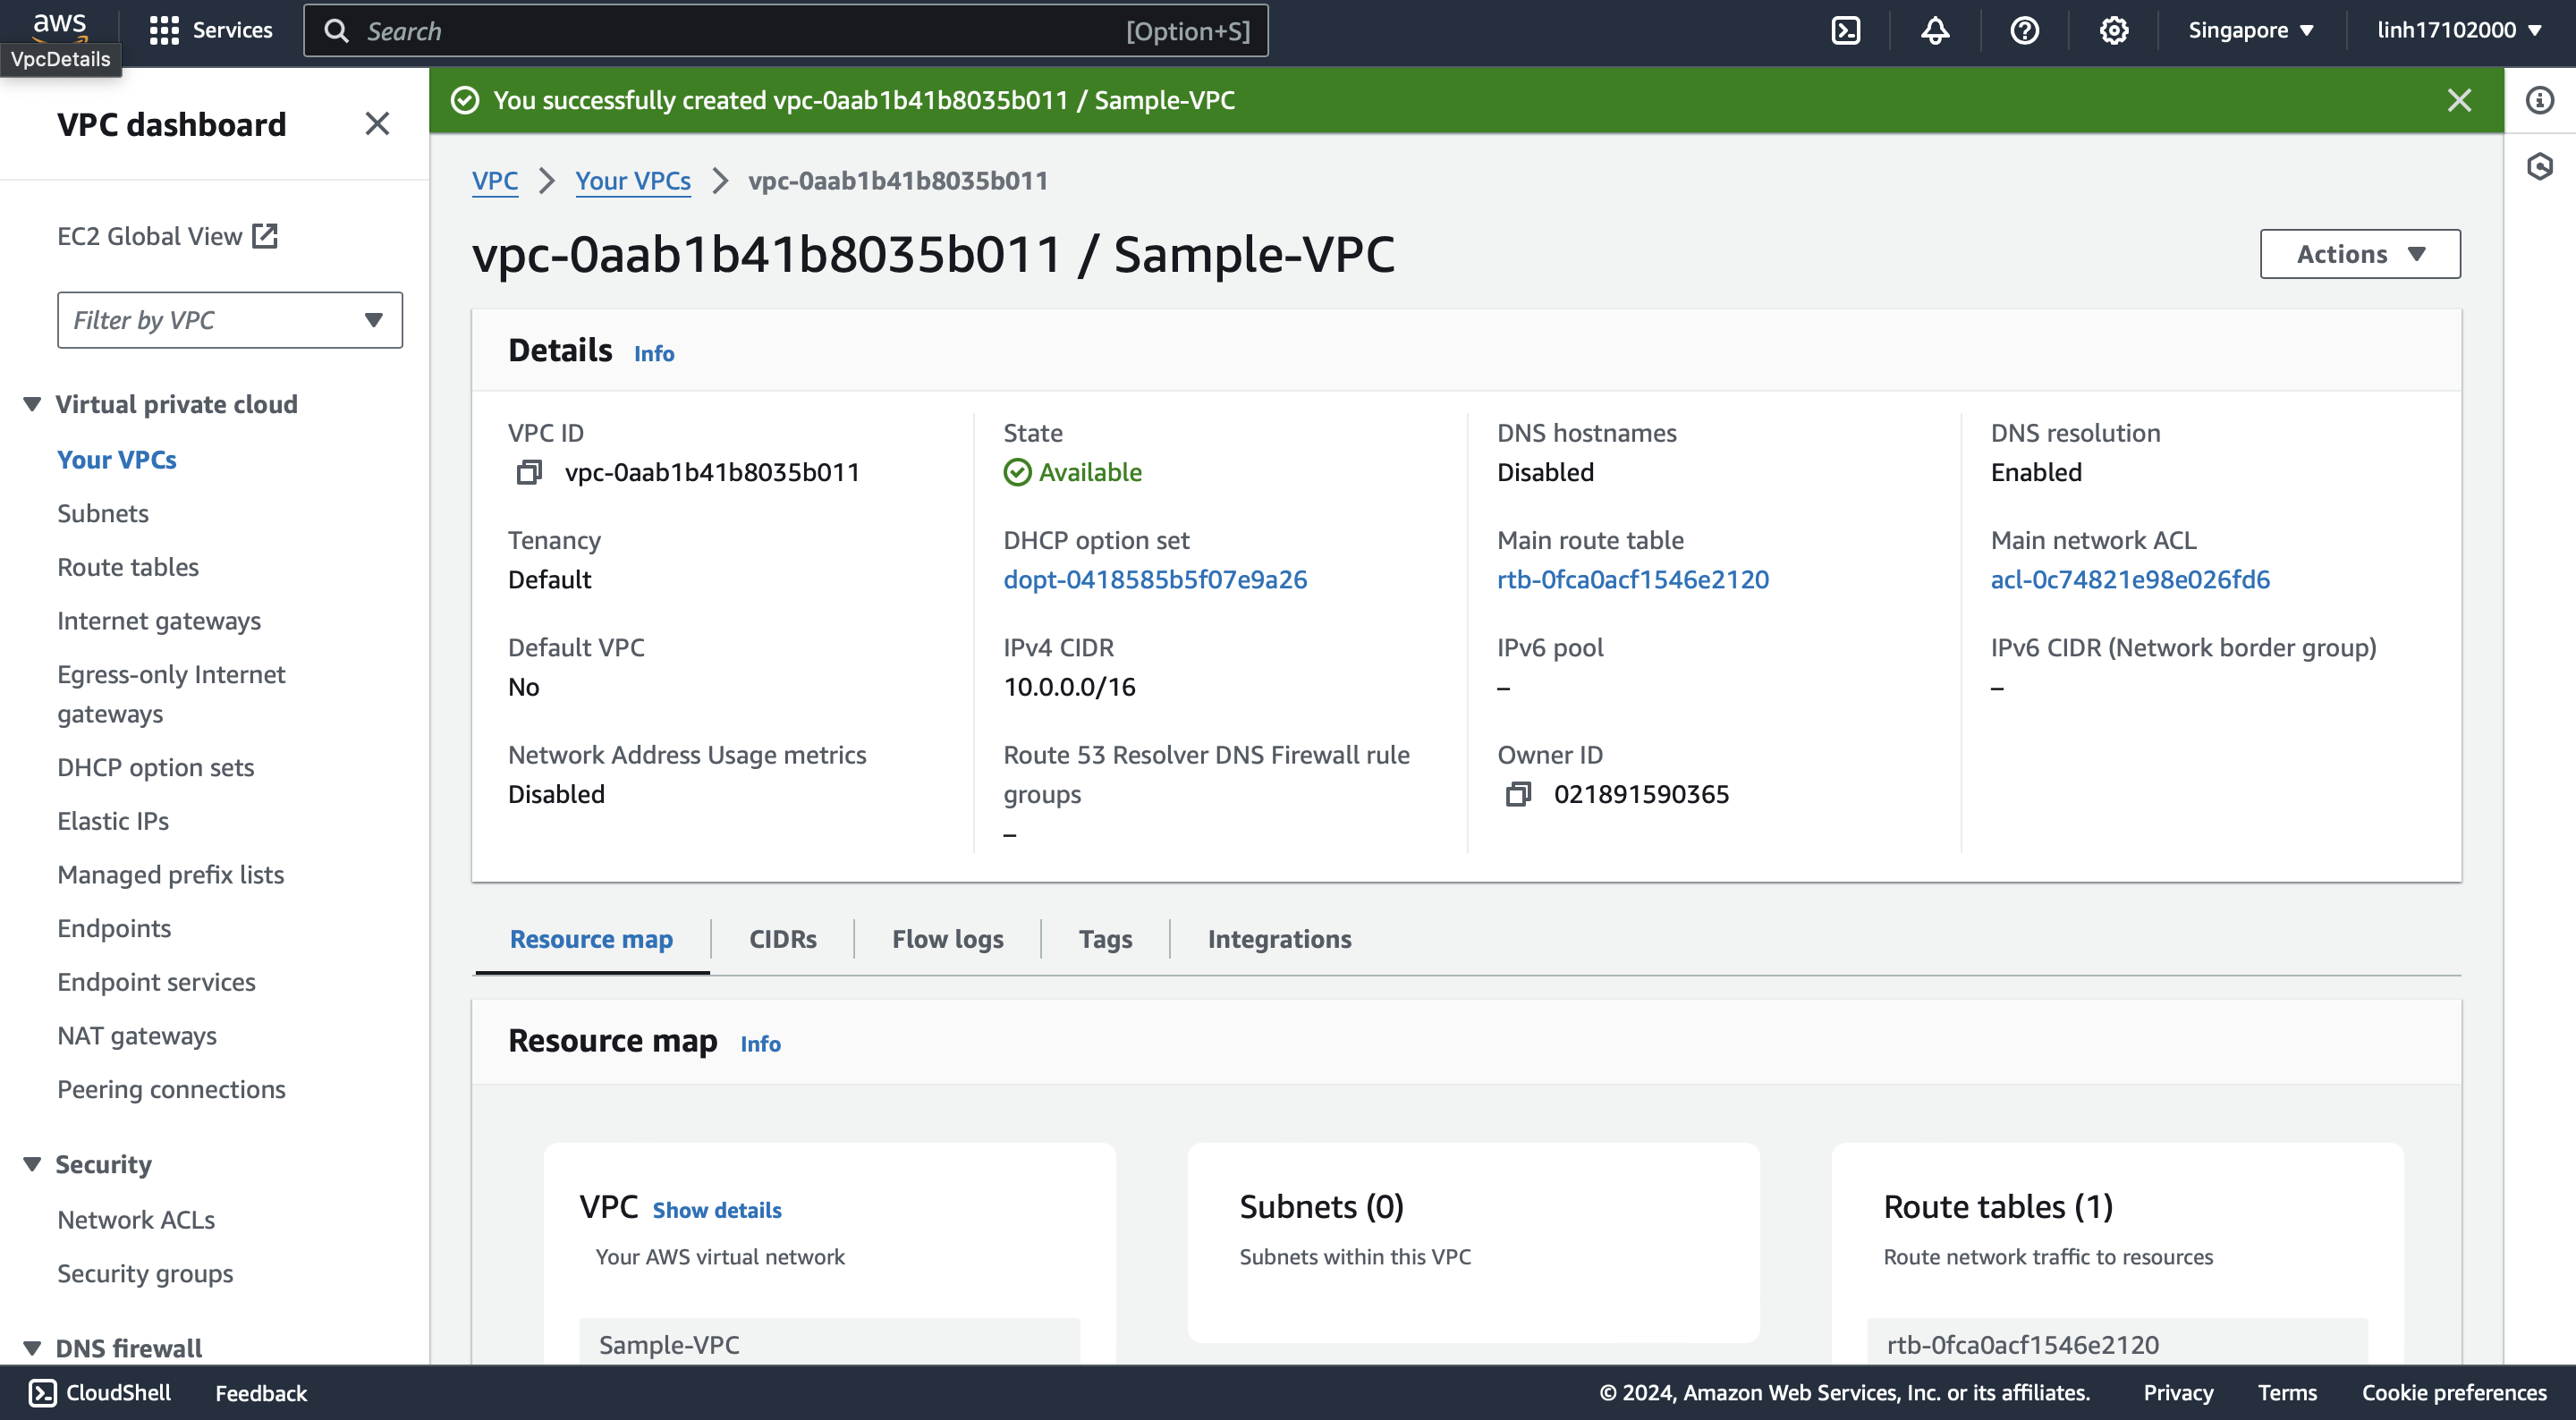 aws
Services
Search
[Option+S]
Singapore
linh17102000
VpcDetails
VPC dashboard
EC2 Global View
Filter by VPC
Virtual private cloud
Your VPCs
Subnets
Route tables
Internet gateways
Egress-only Internet
gateways
DHCP option sets
Elastic IPs
Managed prefix lists
Endpoints
Endpoint services
NAT gateways
Peering connections
Security
Network ACLs
Security groups
DNS firewall
You successfully created vpc-0aab1b41b8035b011 / Sample-VPC
VPC
Your VPCs
vpc-0aab1b41b8035b011
vpc-0aab1b41b8035b011 / Sample-VPC
Actions
Details
Info
VPC ID
vpc-0aab1b41b8035b011
State
Available
DNS hostnames
Disabled
DNS resolution
Enabled
Tenancy
Default
DHCP option set
dopt-0418585b5f07e9a26
Main route table
rtb-0fca0acf1546e2120
Main network ACL
acl-0c74821e98e026fd6
Default VPC
No
IPv4 CIDR
10.0.0.0/16
IPv6 pool
–
IPv6 CIDR (Network border group)
–
Network Address Usage metrics
Disabled
Route 53 Resolver DNS Firewall rule
groups
–
Owner ID
021891590365
Resource map
CIDRs
Flow logs
Tags
Integrations
Resource map
Info
VPC
Show details
Your AWS virtual network
Sample-VPC
Subnets (0)
Subnets within this VPC
Route tables (1)
Route network traffic to resources
rtb-0fca0acf1546e2120
CloudShell
Feedback
© 2024, Amazon Web Services, Inc. or its affiliates.
Privacy
Terms
Cookie preferences